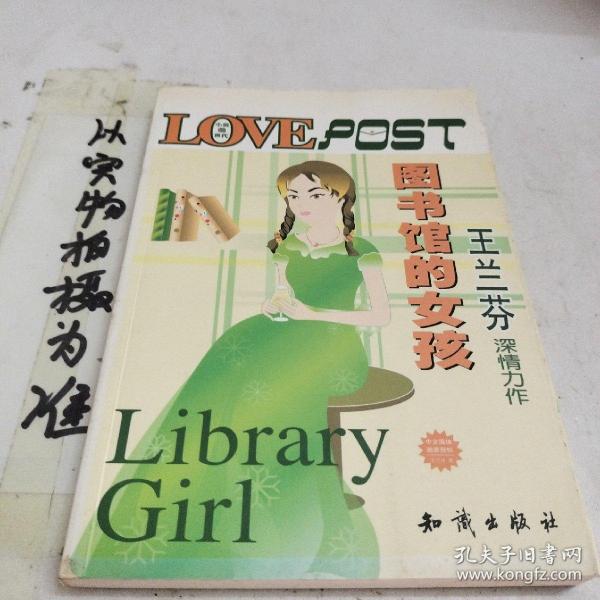 以实物拍摄为准
LOVE POST
图书馆的女孩
王兰芬
深情力作
Library
Girl
知识出版社
孔夫子旧书网
www.kongfz.com